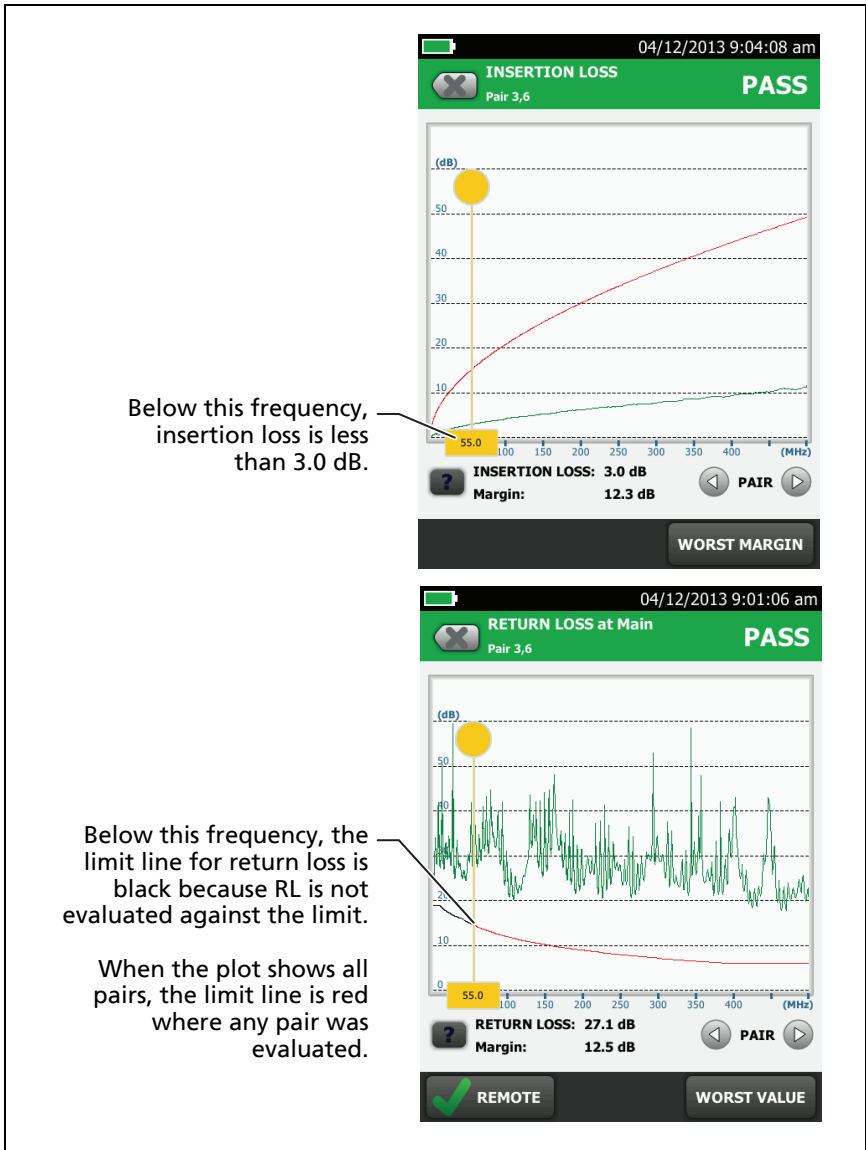 04/12/2013 9:04:08 am
INSERTION LOSS
Pair 3,6
PASS
(dB)
50
40
30
20
10
55.0
100 150 200 250 300 350 400 (MHz)
INSERTION LOSS: 3.0 dB
Margin: 12.3 dB
PAIR
WORST MARGIN
Below this frequency,
insertion loss is less
than 3.0 dB.
04/12/2013 9:01:06 am
RETURN LOSS at Main
Pair 3,6
PASS
(dB)
50
40
30
20
10
0
55.0
100 150 200 250 300 350 400 (MHz)
RETURN LOSS: 27.1 dB
Margin: 12.5 dB
PAIR
REMOTE
WORST VALUE
Below this frequency, the
limit line for return loss is
black because RL is not
evaluated against the limit.
When the plot shows all
pairs, the limit line is red
where any pair was
evaluated.